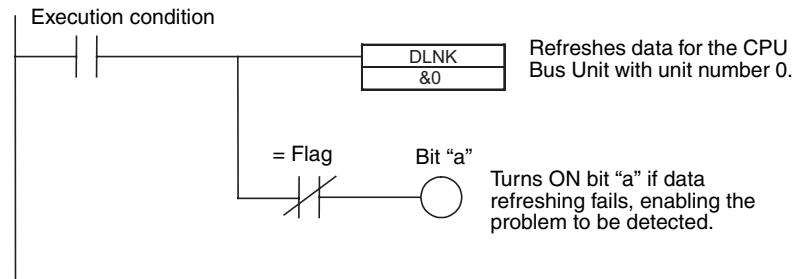 Execution condition
DLNK
&0
Refreshes data for the CPU
Bus Unit with unit number 0.
= Flag
Bit “a”
Turns ON bit “a” if data
refreshing fails, enabling the
problem to be detected.